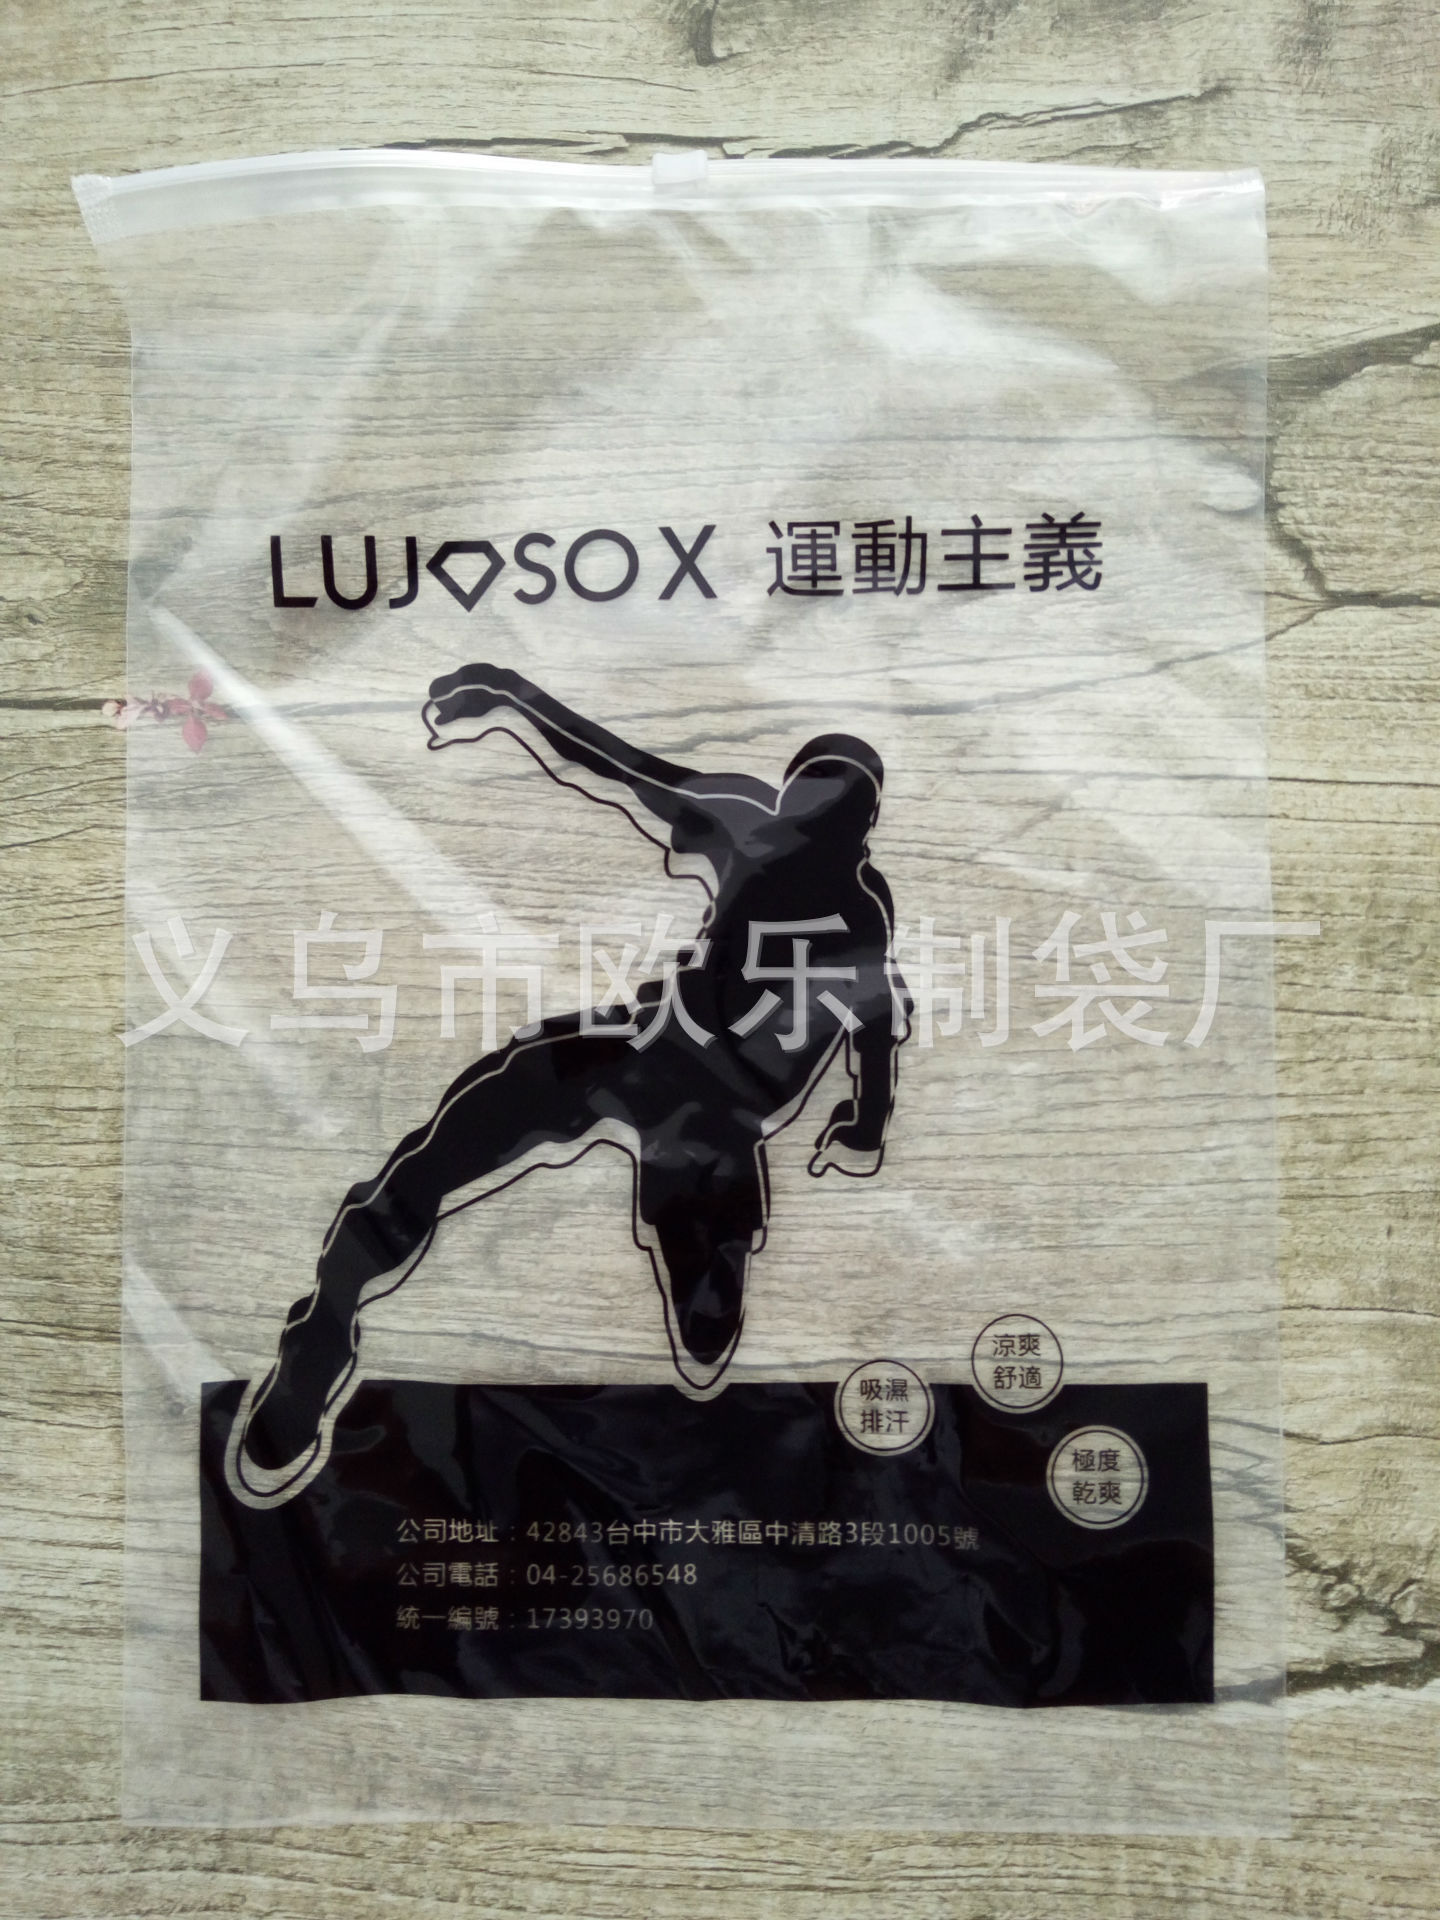 LUJOSOX 運動主義
义乌市欧乐制袋厂
涼爽
舒適
吸濕
排汗
極度
乾爽
公司地址：42843台中市大雅區中清路3段1005號
公司電話：04-25686548
統一編號：17393970